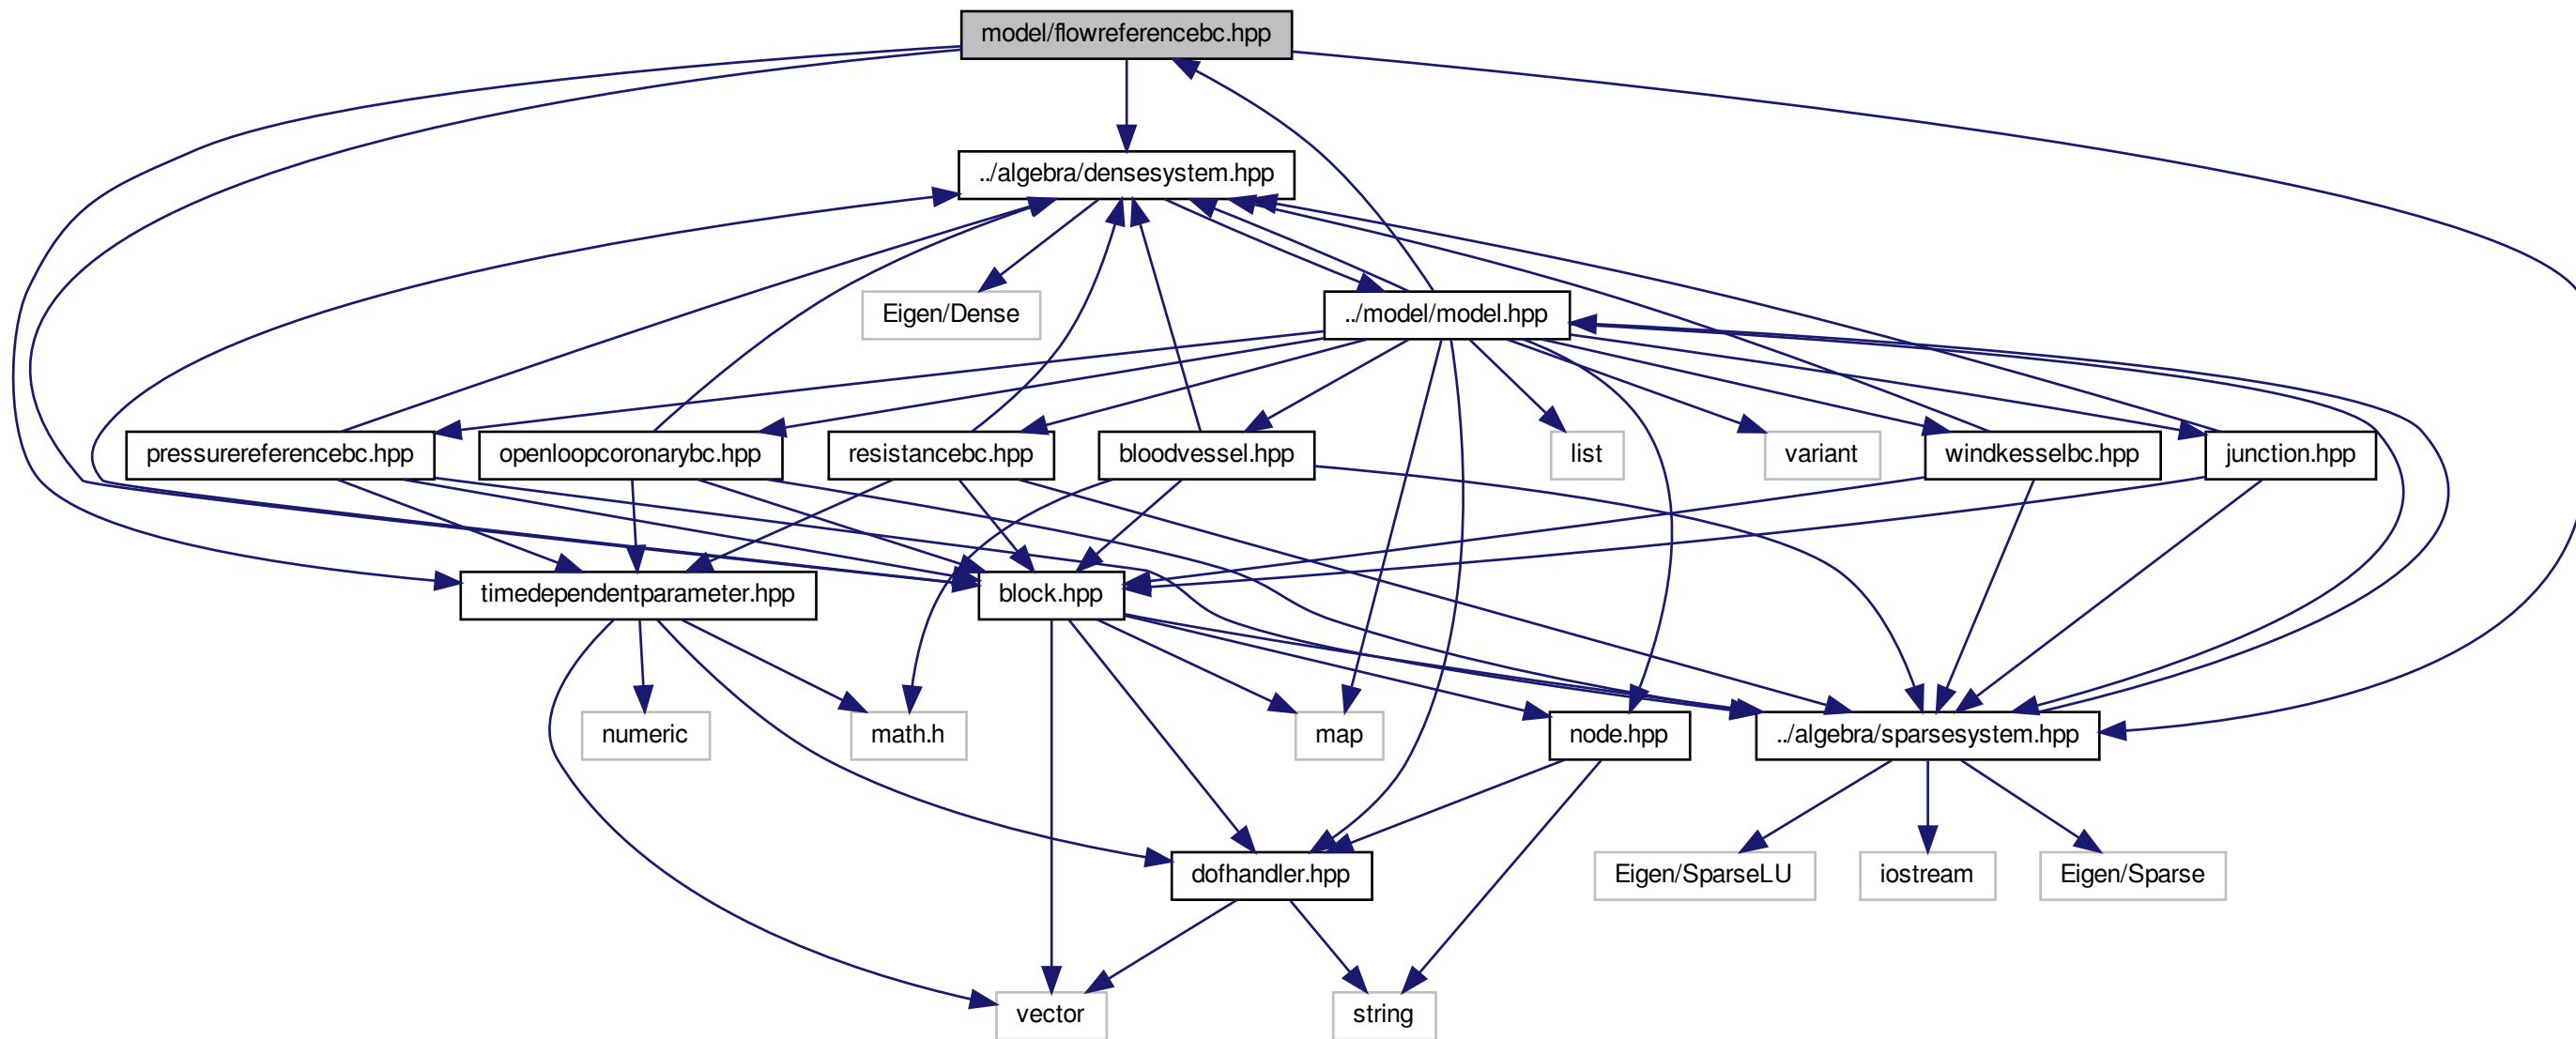 model/flowreferencebc.hpp
../algebra/densesystem.hpp
Eigen/Dense
../model/model.hpp
pressurereferencebc.hpp
openloopcoronarybc.hpp
resistancebc.hpp
bloodvessel.hpp
list
variant
windkesselbc.hpp
junction.hpp
timedependentparameter.hpp
block.hpp
numeric
math.h
map
node.hpp
../algebra/sparsesystem.hpp
dofhandler.hpp
Eigen/SparseLU
iostream
Eigen/Sparse
vector
string